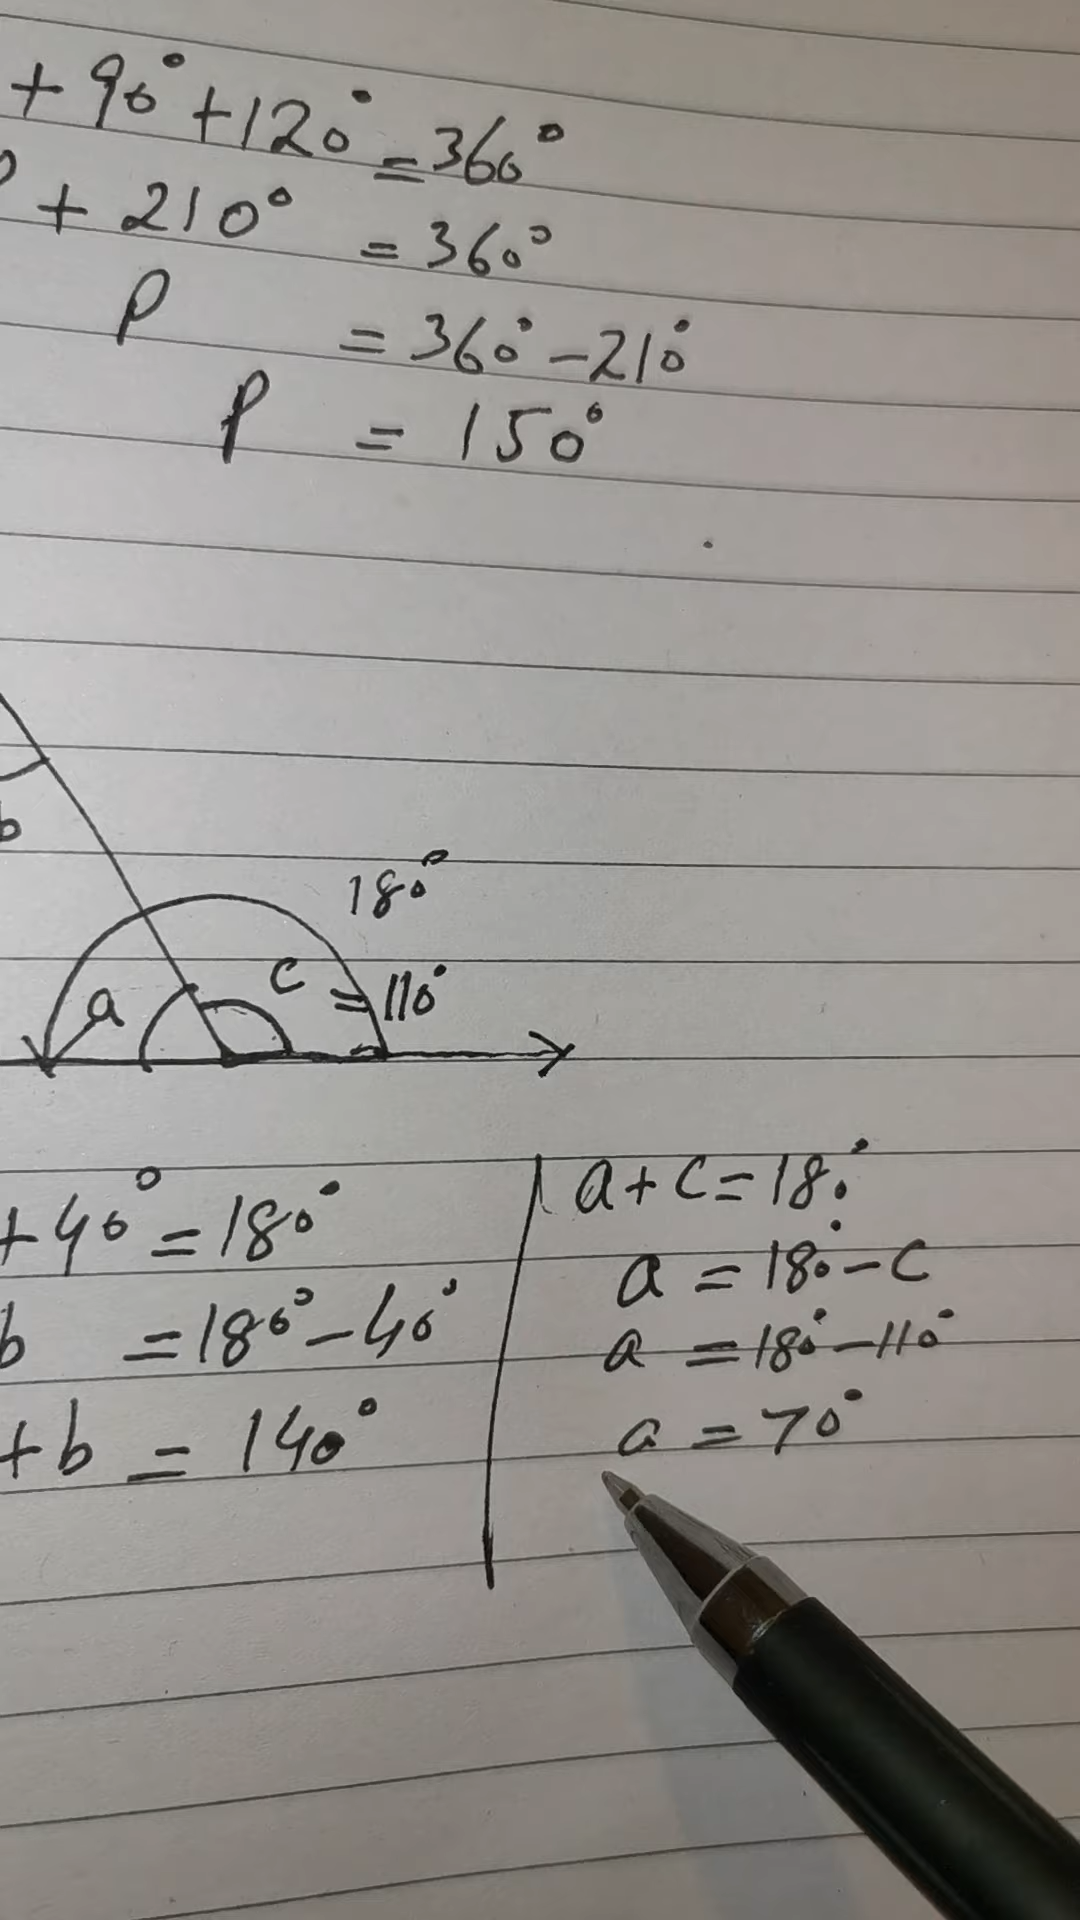 + 90° + 120° = 360°
P + 210° = 360°
P = 360° - 210°
P = 150°
b
180°
a
c = 110°
+ 40° = 180°
b = 180° - 40°
+ b = 140°
a + c = 180°
a = 180° - c
a = 180° - 110°
a = 70°